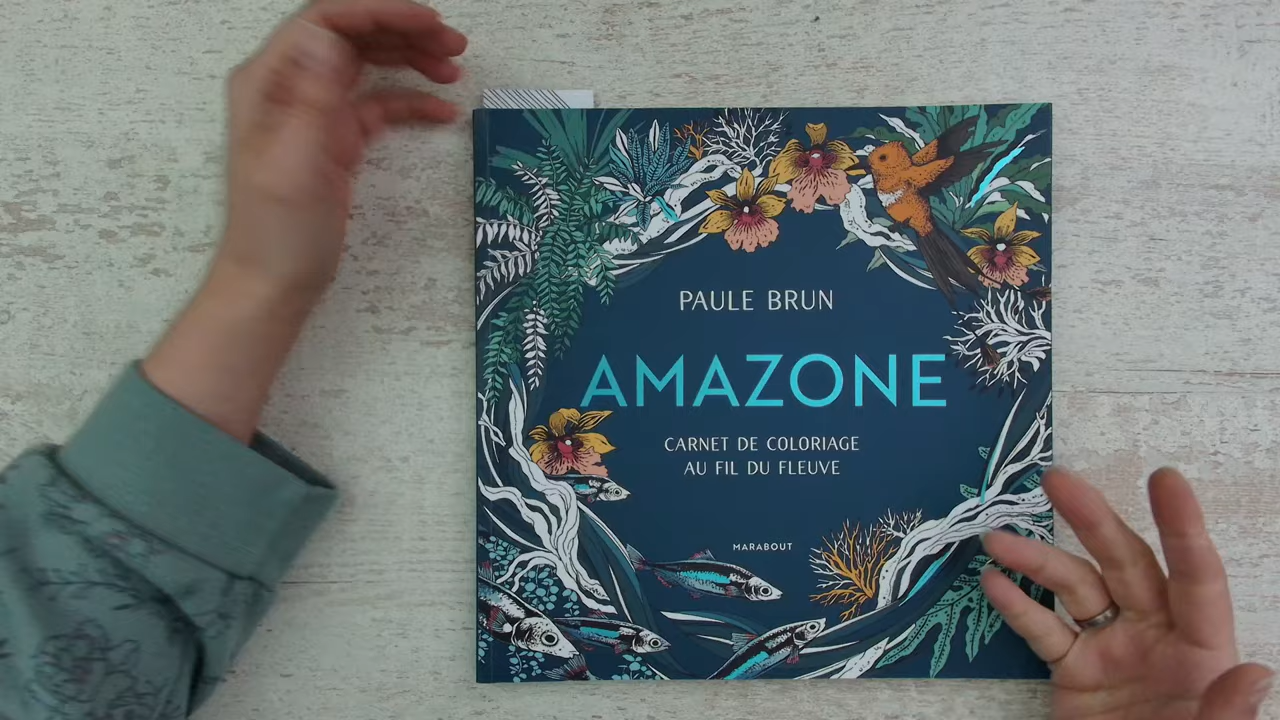 PAULE BRUN
AMAZONE
CARNET DE COLORIAGE
AU FIL DU FLEUVE
MARABOUT